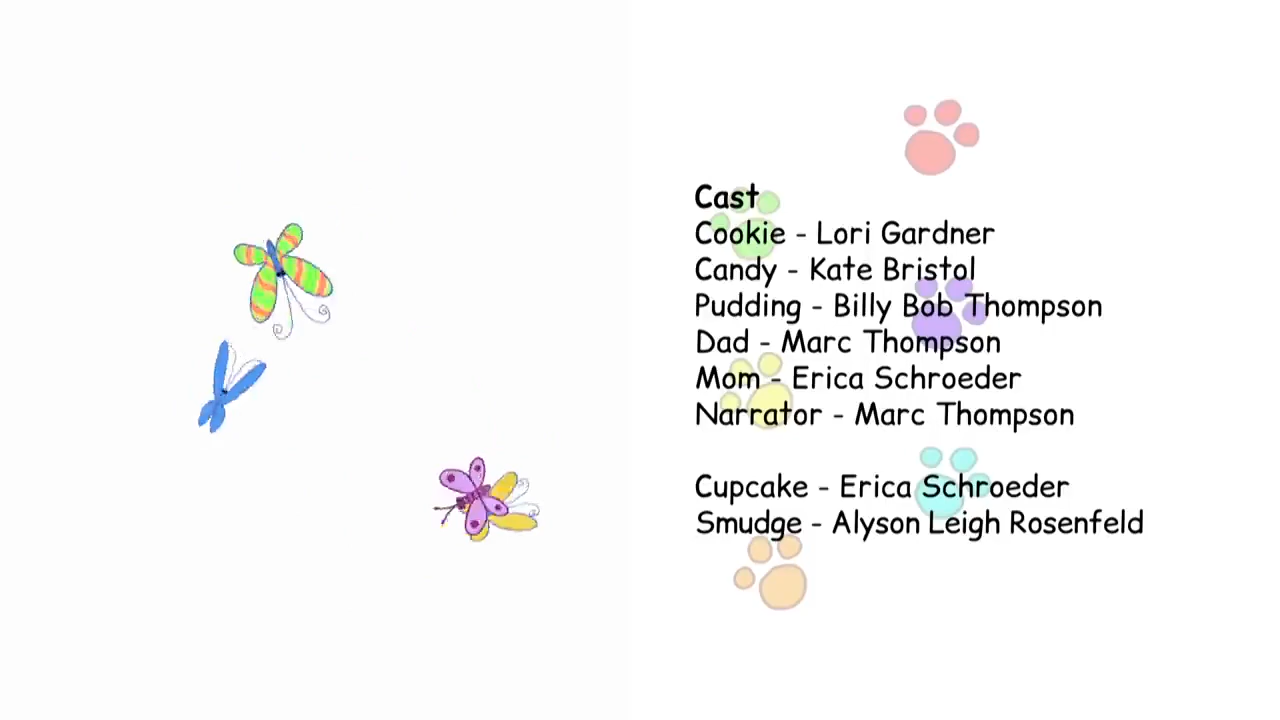 Cast
Cookie - Lori Gardner
Candy - Kate Bristol
Pudding - Billy Bob Thompson
Dad - Marc Thompson
Mom - Erica Schroeder
Narrator - Marc Thompson
Cupcake - Erica Schroeder
Smudge - Alyson Leigh Rosenfeld